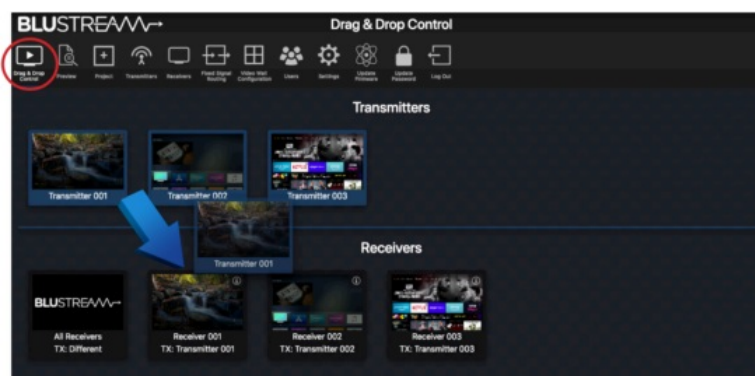 BLUSTREAM
Drag & Drop Control
Drag & Drop
Control
Preview
Project
Transmitters
Receivers
Fixed Signal
Routing
Video Wall
Configuration
Users
Settings
Update
Firmware
Update
Password
Log Out
Transmitters
Transmitter 001
Transmitter 002
Transmitter 003
Transmitter 001
Receivers
BLUSTREAM
All Receivers
TX: Different
Receiver 001
TX: Transmitter 001
Receiver 002
TX: Transmitter 002
NETFLIX
Receiver 003
TX: Transmitter 003